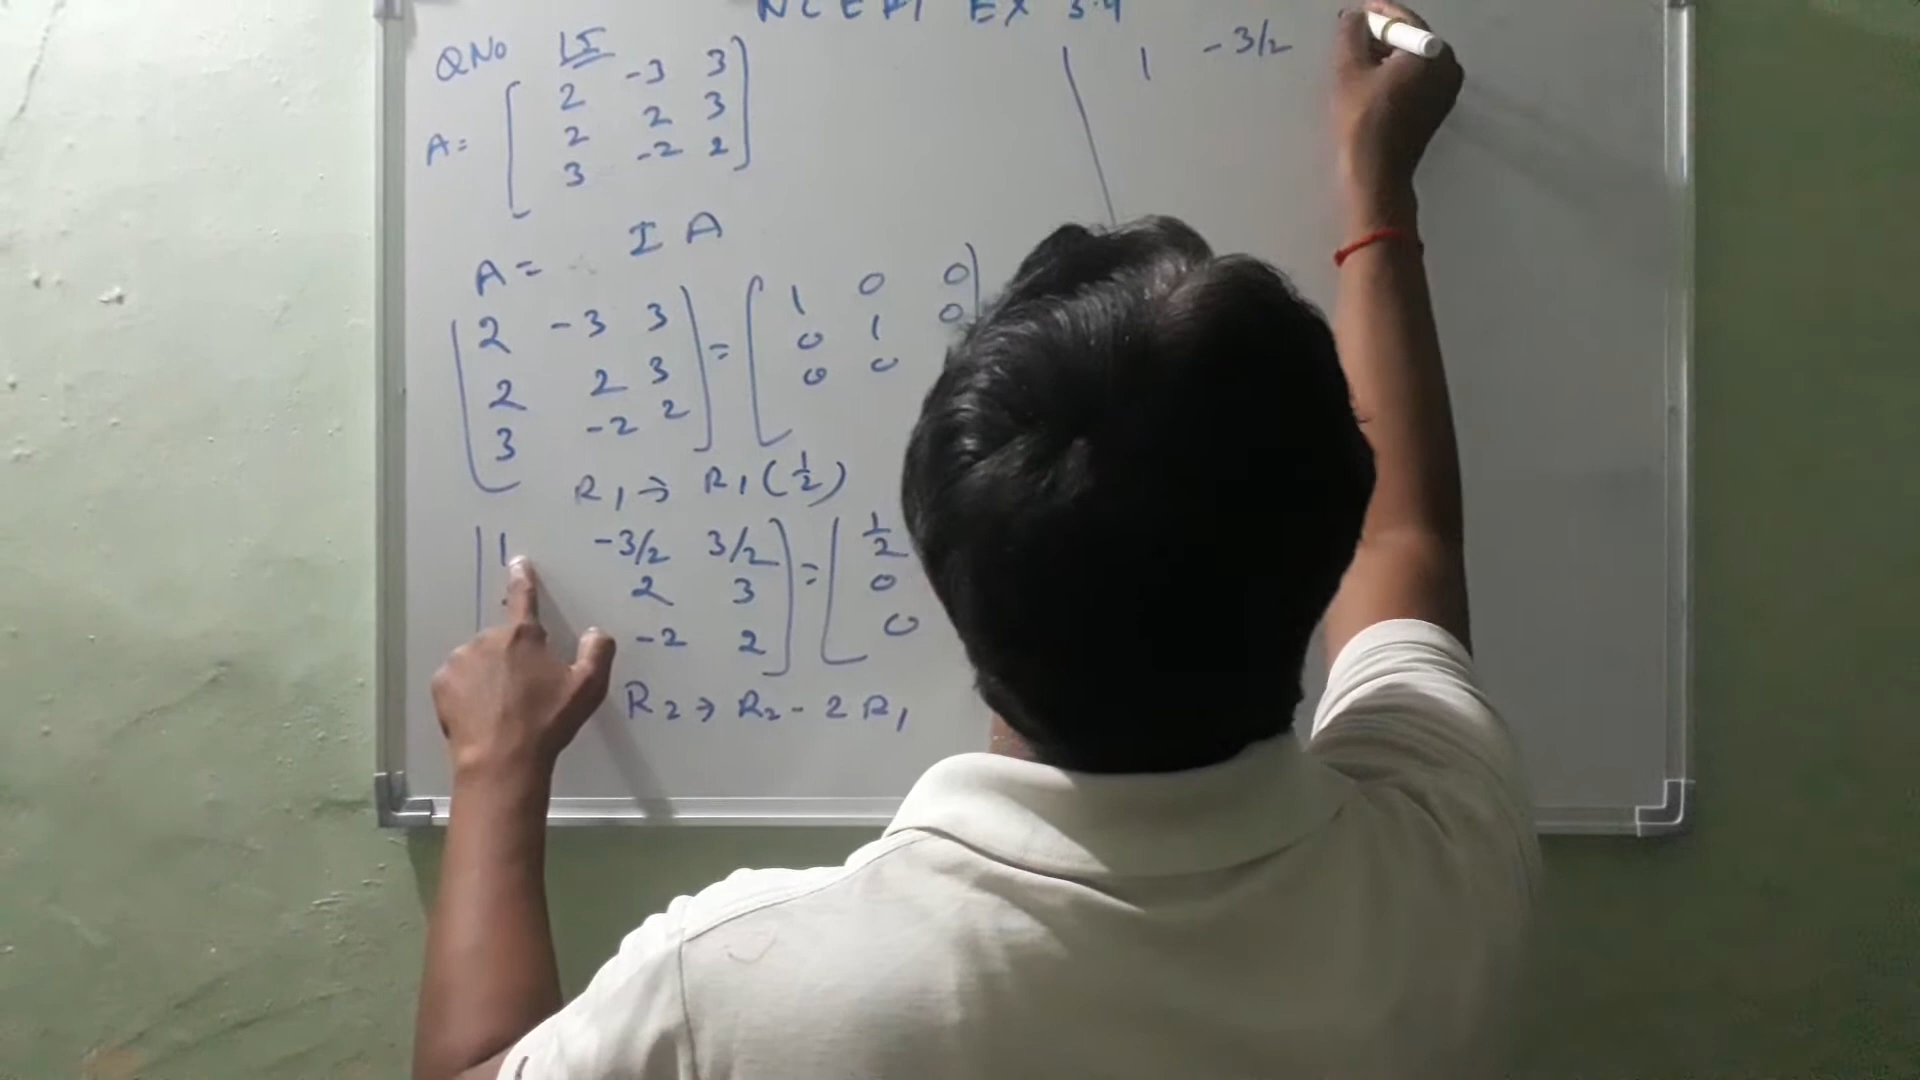 NCERT EX 3.4
QNo 15
A = [ 2 -3 3
2 2 3
3 -2 2 ]
A = I A
[ 2 -3 3 ] = [ 1 0 0 ]
2 2 3 0 1 0
3 -2 2 0 0
R1 → R1 (1/2)
[ 1 -3/2 3/2 ] = [ 1/2
2 3 0
-2 2 0
R2 → R2 - 2R1
1 -3/2